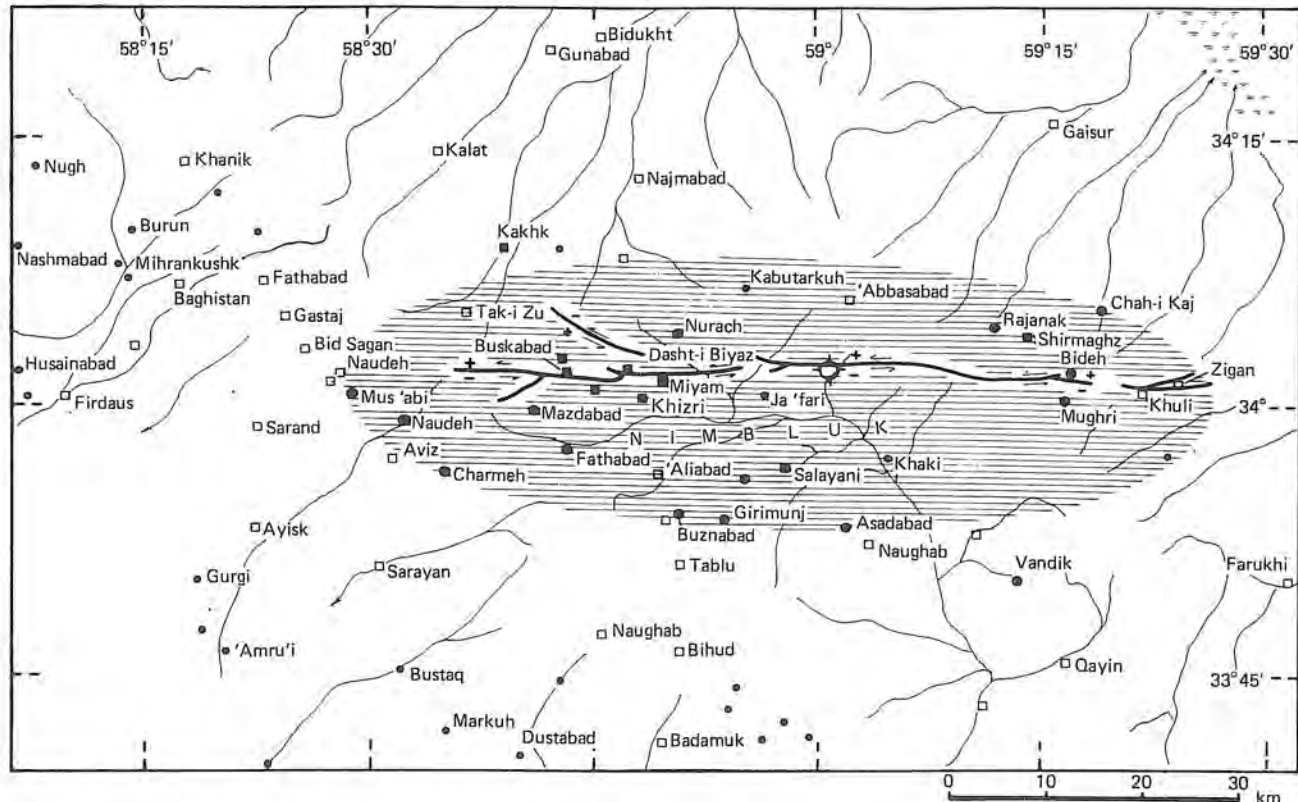 58°15'
58°30'
Bidukht
Gunabad
59°
59°15'
59°30'
Gaisur
34°15'
Nugh
Khanik
Kalat
Najmabad
Burun
Kakhk
Nashmabad
Mihrankushk
Fathabad
Baghistan
Kabutarkuh
'Abbasabad
Chah-i Kaj
Gastaj
Tak-i Zu
Nurach
Rajanak
Shirmaghz
Bid Sagan
Buskabad
Dasht-i Biyaz
Bideh
Husainabad
Naudeh
Zigan
Miyam
Firdaus
Mus 'abi
Mazdabad
Khizri
Ja 'fari
Mughri
Khuli
34°
Sarand
Naudeh
NIMBLUK
Aviz
Fathabad
'Aliabad
Salayani
Khaki
Charmeh
Ayisk
Girimunj
Asadabad
Buznabad
Naughab
Gurgi
Sarayan
Tablu
Vandik
Farukhi
'Amru'i
Naughab
Bihud
Bustaq
Qayin
33°45'
Markuh
Dustabad
Badamuk
0 10 20 30
km